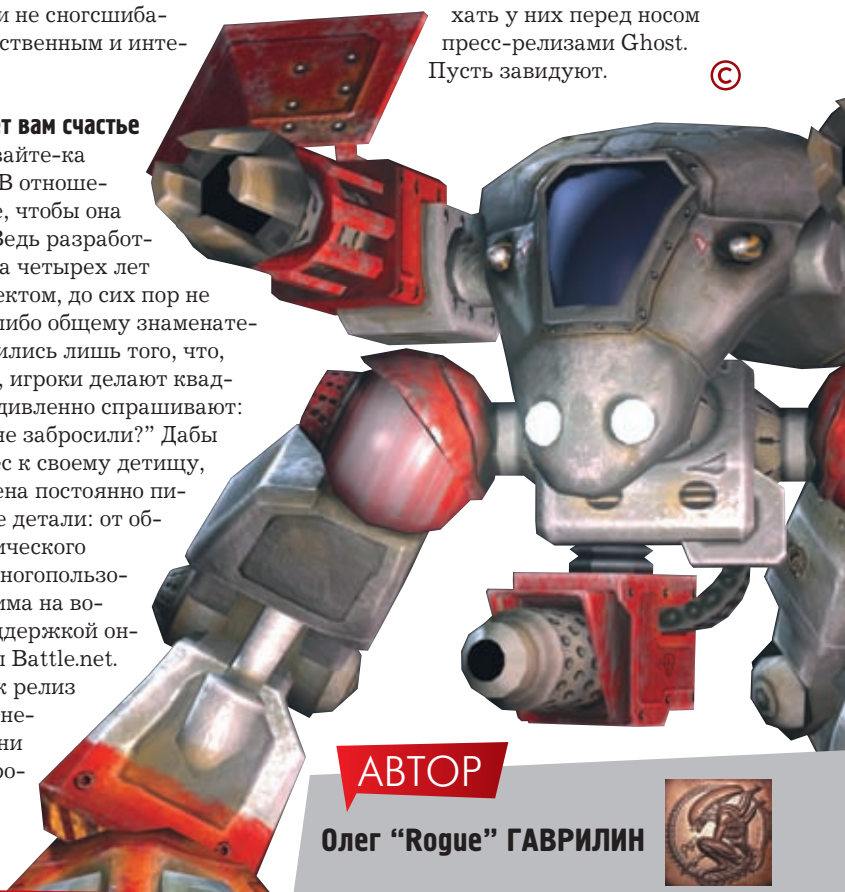 и не сногсшиба-
ственным и инте-
т вам счастье
вайте-ка
В отноше-
е, чтобы она
Ведь разработ-
а четырех лет
ектом, до сих пор не
либо общему знаменате-
ились лишь того, что,
, игроки делают квад-
дивленно спрашивают:
не забросили?” Дабы
ес к своему детищу,
ена постоянно пи-
е детали: от об-
ического
ногопользо-
има на во-
ддержкой он-
ы Battle.net.
к релиз
не-
ни
ро-
хать у них перед носом
пресс-релизами Ghost.
Пусть завидуют.
©
АВТОР
Олег “Rogue” ГАВРИЛИН